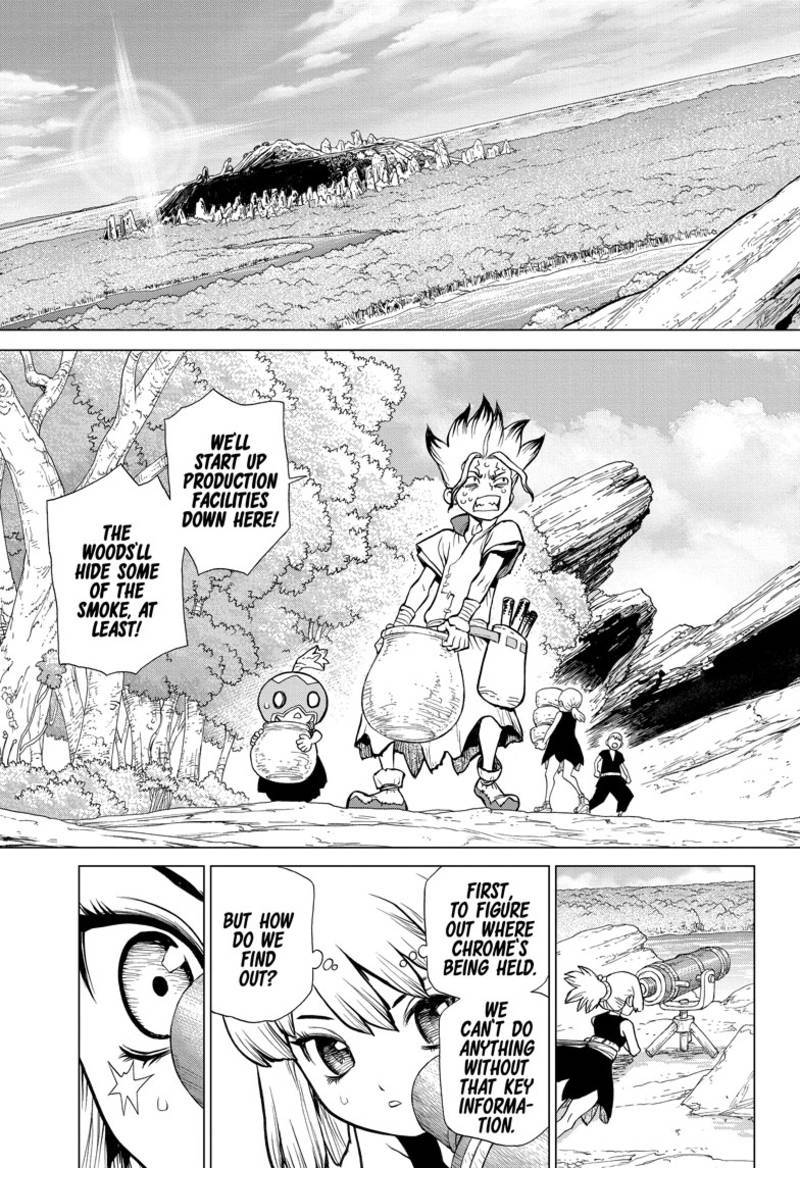 WE'LL
START UP
PRODUCTION
FACILITIES
DOWN HERE!
THE
WOODS'LL
HIDE SOME
OF THE
SMOKE, AT
LEAST!
FIRST,
TO FIGURE
OUT WHERE
CHROME'S
BEING HELD.
WE
CAN'T DO
ANYTHING
WITHOUT
THAT KEY
INFORMA-
TION.
BUT HOW
DO WE
FIND
OUT?